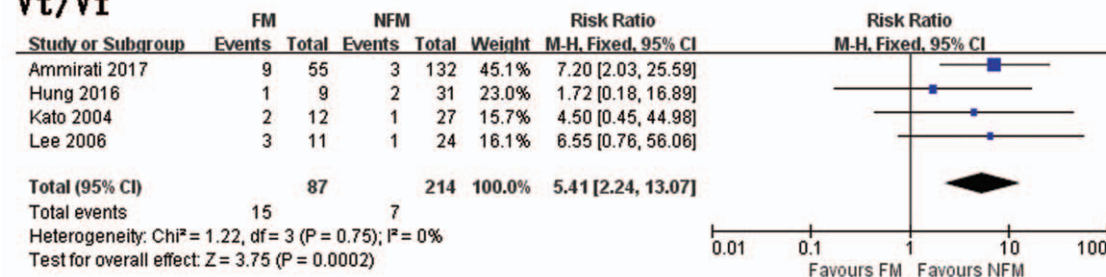 Vt/Vf
FM NFM Risk Ratio Risk Ratio
Study or Subgroup Events Total Events Total Weight M-H, Fixed, 95% CI M-H, Fixed, 95% CI
Ammirati 2017 9 55 3 132 45.1% 7.20 [2.03, 25.59]
Hung 2016 1 9 2 31 23.0% 1.72 [0.18, 16.89]
Kato 2004 2 12 1 27 15.7% 4.50 [0.45, 44.98]
Lee 2006 3 11 1 24 16.1% 6.55 [0.76, 56.06]
Total (95% CI) 87 214 100.0% 5.41 [2.24, 13.07]
Total events 15 7
Heterogeneity: Chi² = 1.22, df = 3 (P = 0.75); I² = 0%
Test for overall effect: Z = 3.75 (P = 0.0002)
0.01 0.1 1 10 100
Favours FM Favours NFM